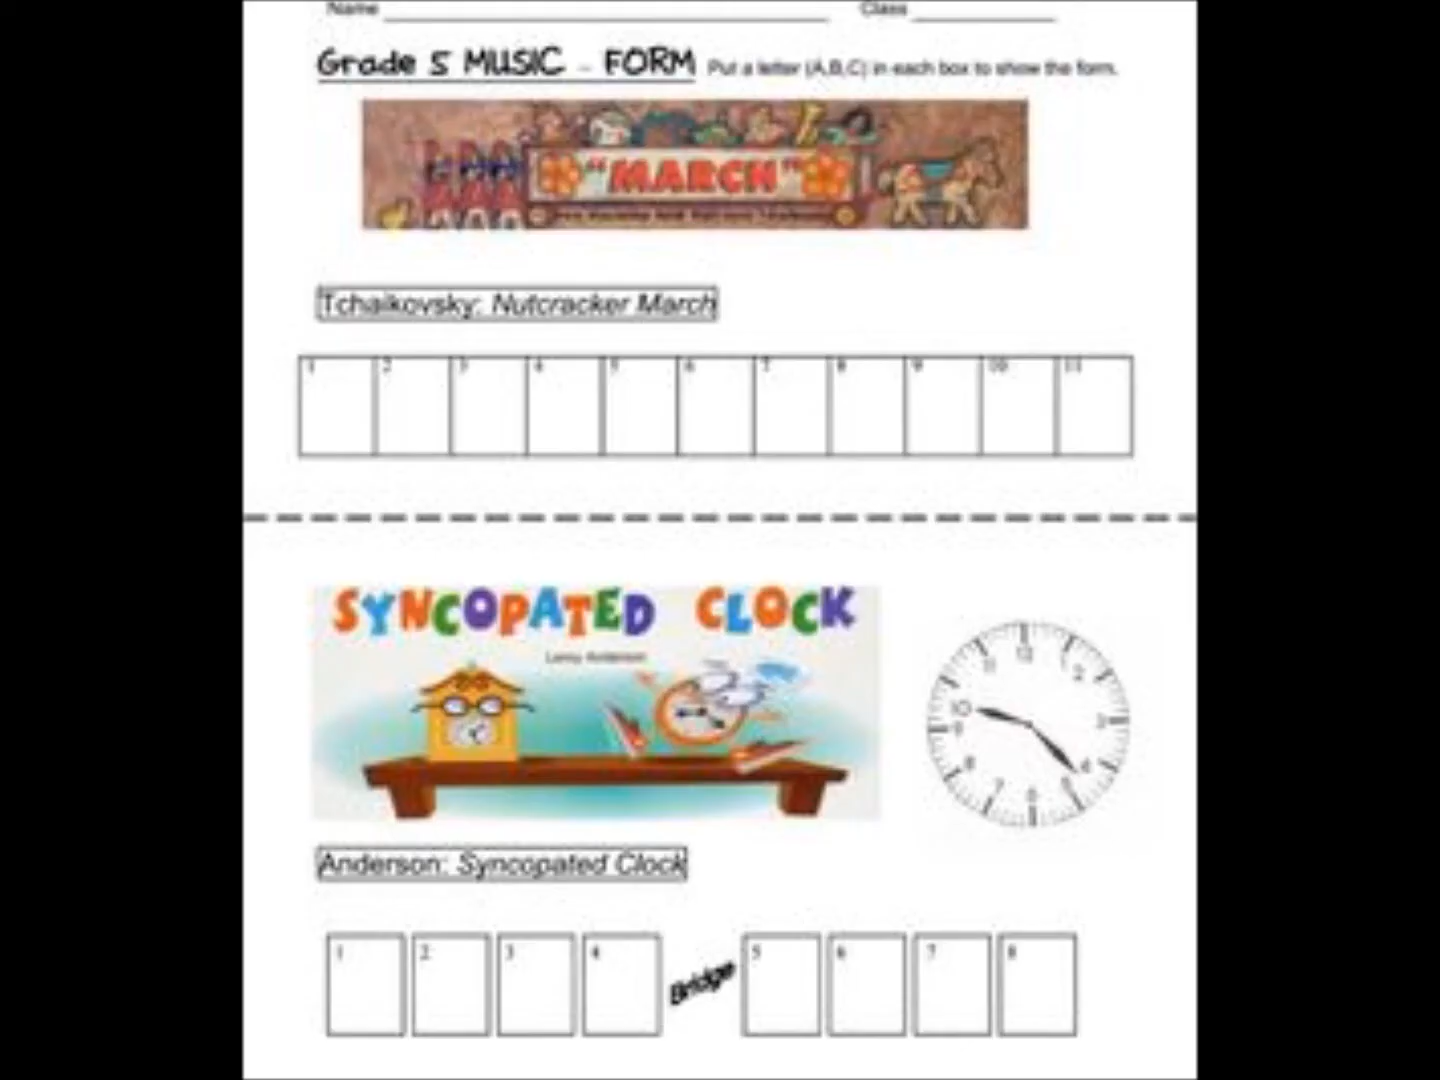 Name Class
Grade 5 MUSIC - FORM Put a letter (A,B,C) in each box to show the form.
"MARCH"
Tchaikovsky: Nutcracker March
1 2 3 4 5 6 7 8 9 10 11
SYNCOPATED CLOCK
Leroy Anderson
Anderson: Syncopated Clock
1 2 3 4 Bridge 5 6 7 8